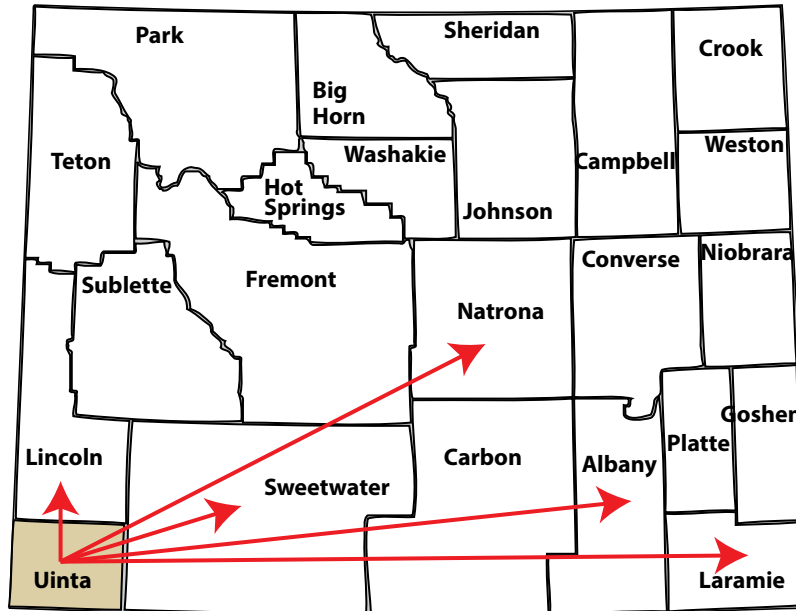 Park
Sheridan
Crook
Big
Horn
Teton
Washakie
Campbell
Weston
Hot
Springs
Johnson
Sublette
Fremont
Converse
Niobrara
Natrona
Lincoln
Sweetwater
Carbon
Albany
Platte
Goshen
Uinta
Laramie